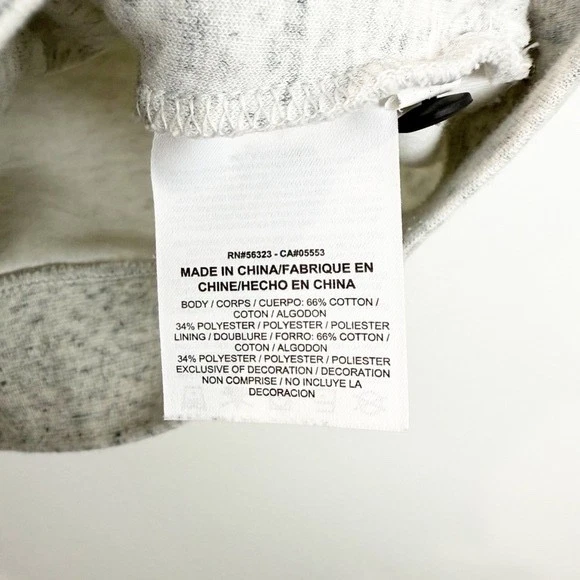 RN#56323 - CA#05553
MADE IN CHINA/FABRIQUE EN
CHINE/HECHO EN CHINA
BODY / CORPS / CUERPO: 66% COTTON /
COTON / ALGODON
34% POLYESTER / POLYESTER / POLIESTER
LINING / DOUBLURE / FORRO: 66% COTTON /
COTON / ALGODON
34% POLYESTER / POLYESTER / POLIESTER
EXCLUSIVE OF DECORATION / DECORATION
NON COMPRISE / NO INCLUYE LA
DECORACION